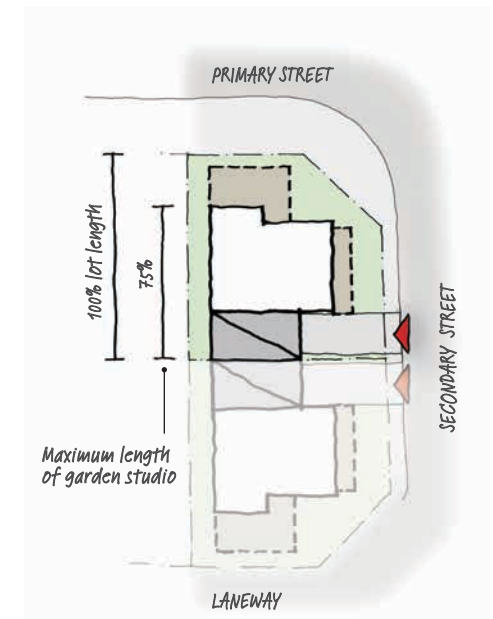 PRIMARY STREET
100% lot length
75%
SECONDARY STREET
Maximum length
of garden studio
LANEWAY